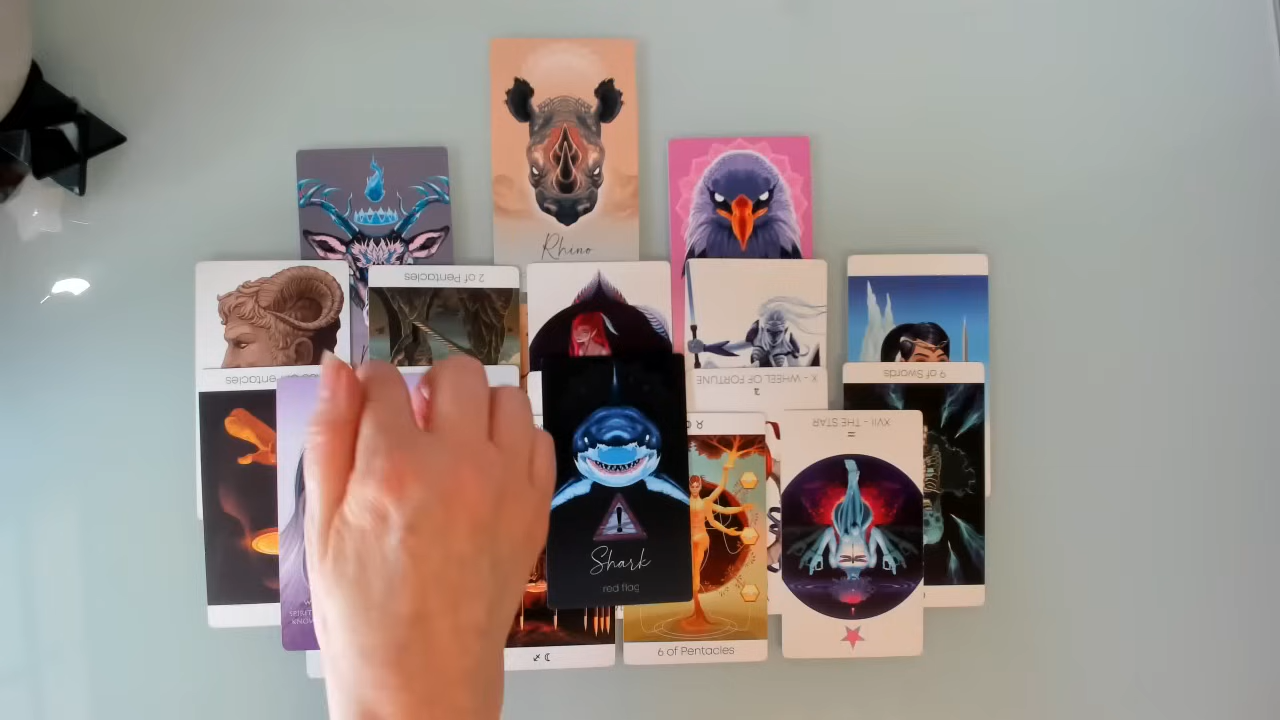 Rhino
2 of Pentacles
X - WHEEL OF FORTUNE
9 of Swords
XVII - THE STAR
Shark
red flag
6 of Pentacles